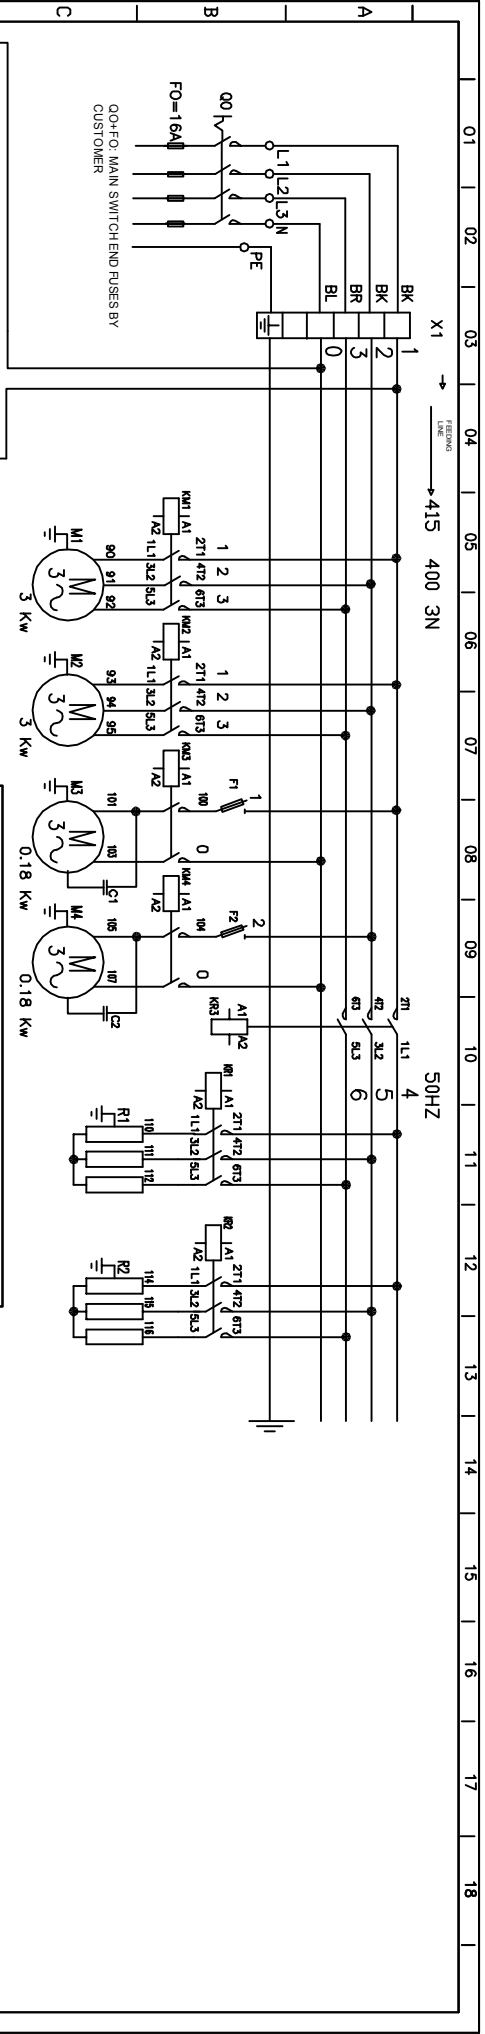 01 02 03 04 05 06 07 08 09 10 11 12 13 14 15 16 17 18
A
B
C
X1
FEEDING
LINE
415 400 3N
50HZ
BK
BK
BR
BL
1
2
3
0
4
5
6
L1
L2
L3
N
PE
Q0
FO=16A
QO+FO: MAIN SWITCH END FUSES BY
CUSTOMER
KM1
A1
A2
1 2 3
2T1 4T2 6T3
1L1 3L2 5L3
90 91 92
M1
M
3
3 Kw
KM2
A1
A2
1 2 3
2T1 4T2 6T3
1L1 3L2 5L3
93 94 95
M2
M
3
3 Kw
F1
1
100
0
KM3
A1
A2
101
103
C1
M3
M
3
0.18 Kw
F2
2
104
0
KM4
A1
A2
105
107
C2
M4
M
3
0.18 Kw
KR3
A1
A2
2T1
4T2
6T3
1L1
3L2
5L3
KR1
A1
A2
2T1 4T2 6T3
1L1 3L2 5L3
110 111 112
R1
KR2
A1
A2
2T1 4T2 6T3
1L1 3L2 5L3
114 115 116
R2